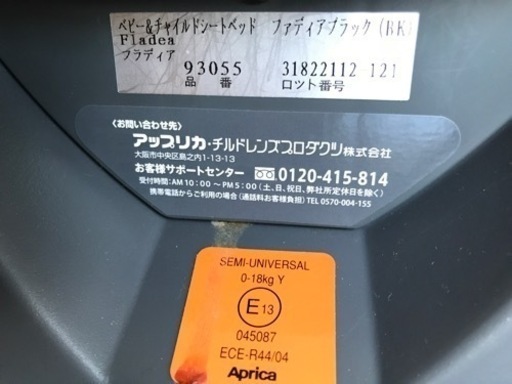 ベビー&チャイルドシートベッド ファディアブラック(BK)
Fladea
フラディア
93055 31822112-121
品番 ロット番号
〈お問い合わせ先〉
アップリカ・チルドレンズプロダクツ株式会社
大阪市中央区島之内1-13-13
お客様サポートセンター 0120-415-814
受付時間:AM10:00～PM5:00(土、日、祝日、弊社所定休日を除く)
携帯電話からご利用の場合(通話料お客様負担)TEL 0570-004-155
SEMI-UNIVERSAL
0-18kg Y
E13
045087
ECE-R44/04
Aprica